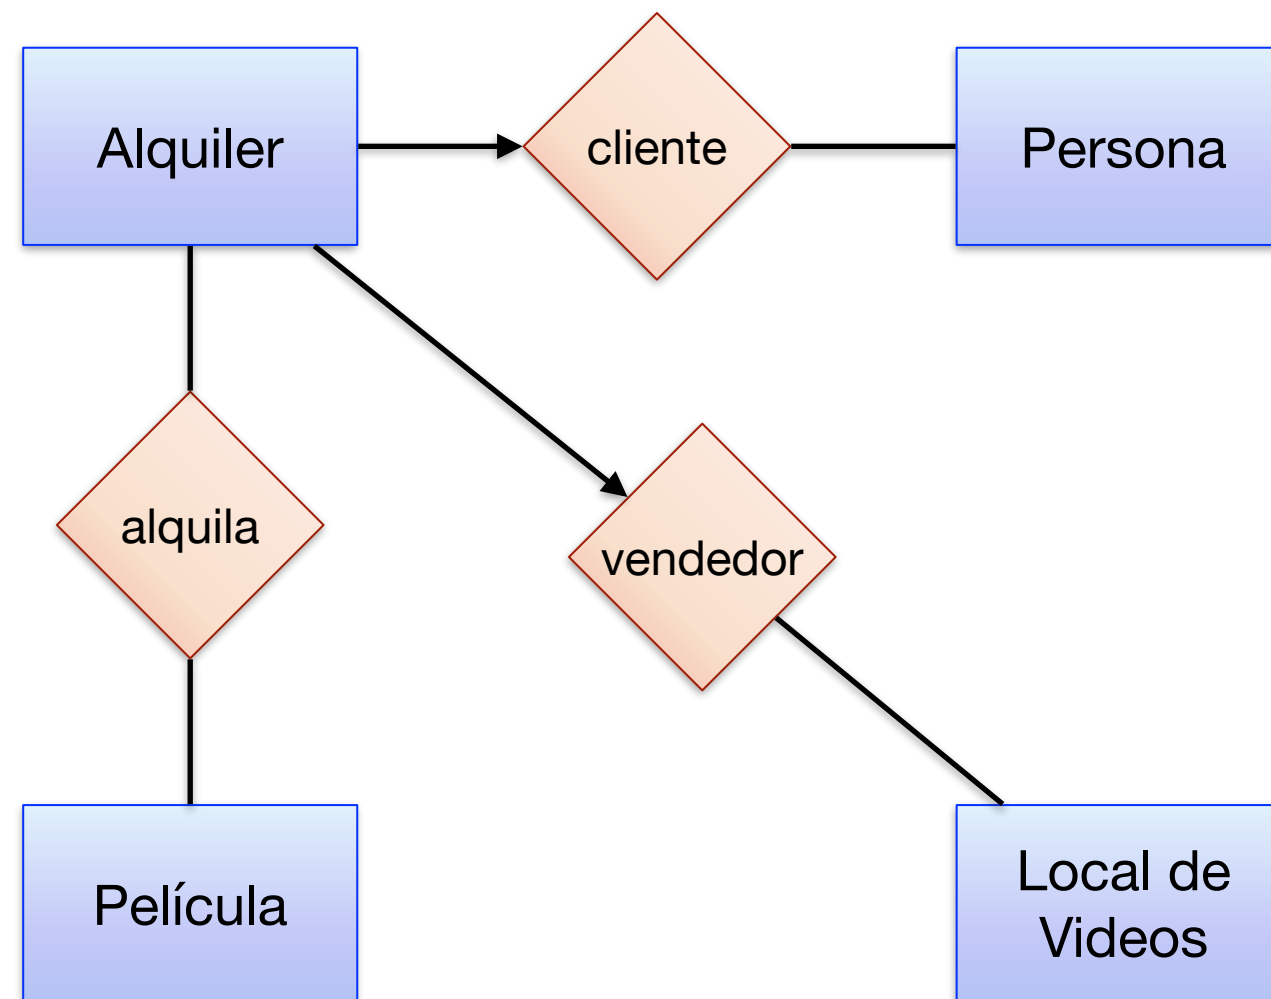 Alquiler
cliente
Persona
alquila
vendedor
Película
Local de
Videos